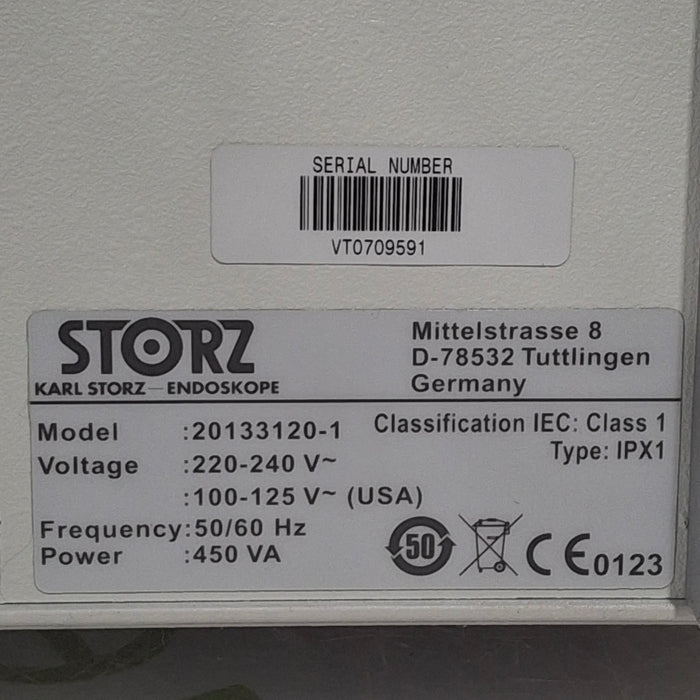 SERIAL NUMBER
VT0709591
STORZ
KARL STORZ — ENDOSKOPE
Mittelstrasse 8
D-78532 Tuttlingen
Germany
Model :20133120-1
Voltage :220-240 V~
:100-125 V~ (USA)
Frequency:50/60 Hz
Power :450 VA
Classification IEC: Class 1
Type: IPX1
50
CE0123